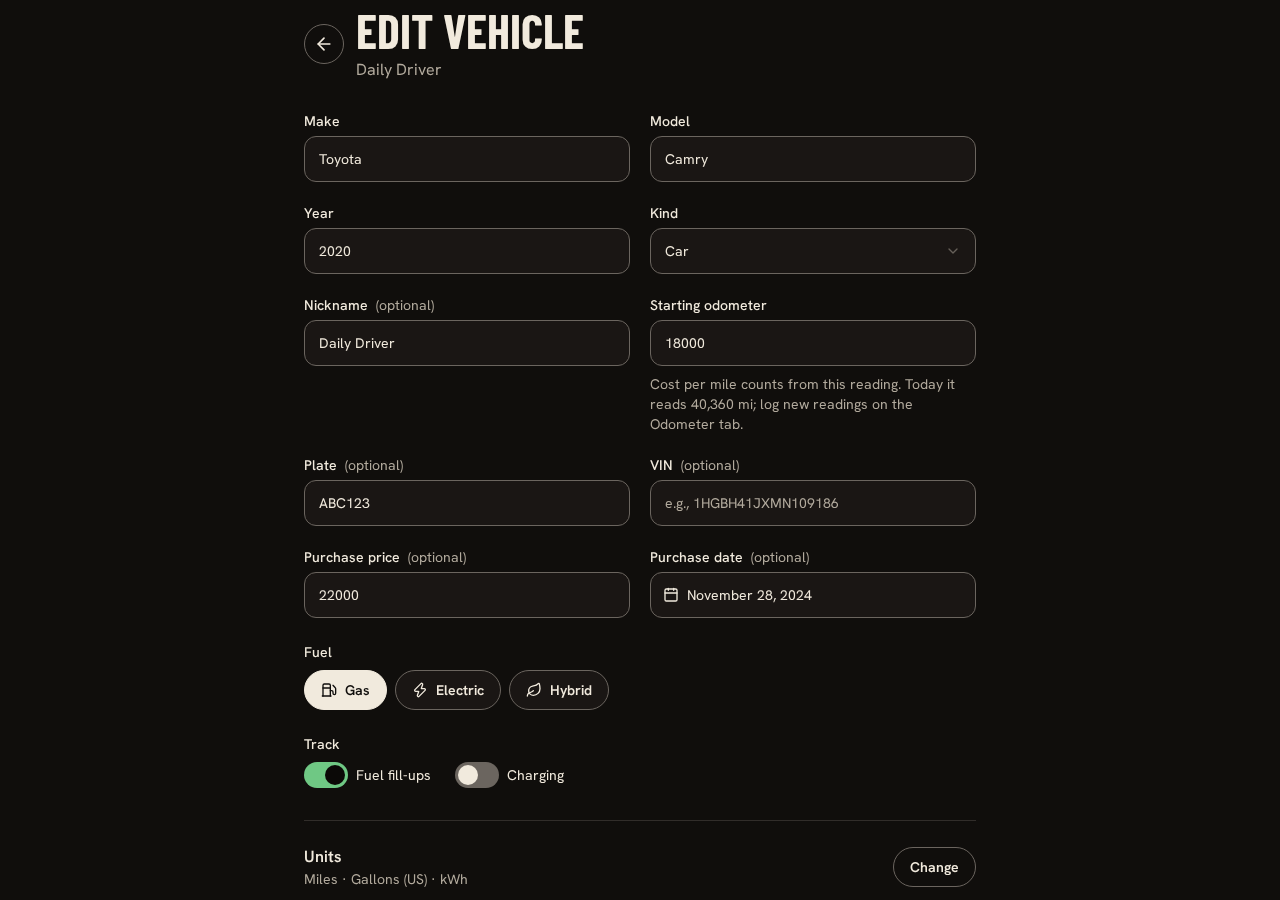 EDIT VEHICLE
Daily Driver
Make
Model
Toyota
Camry
Year
Kind
2020
Car
Nickname (optional)
Starting odometer
Daily Driver
18000
Cost per mile counts from this reading. Today it
reads 40,360 mi; log new readings on the
Odometer tab.
Plate (optional)
VIN (optional)
ABC123
e.g., 1HGBH41JXMN109186
Purchase price (optional)
Purchase date (optional)
22000
November 28, 2024
Fuel
Gas
Electric
Hybrid
Track
Fuel fill-ups
Charging
Units
Change
Miles · Gallons (US) · kWh